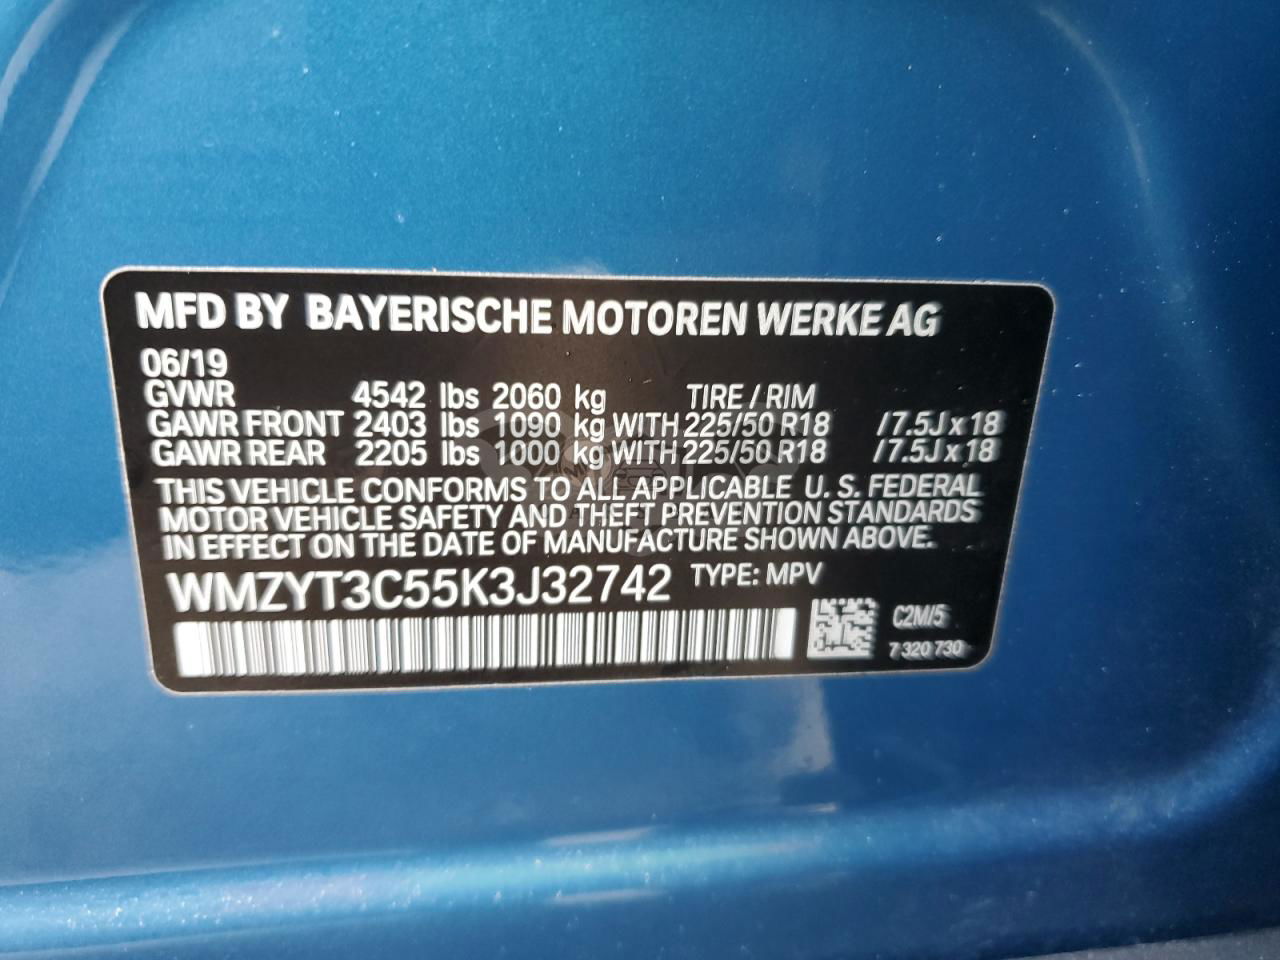 MFD BY BAYERISCHE MOTOREN WERKE AG
06/19
GVWR 4542 lbs 2060 kg TIRE / RIM
GAWR FRONT 2403 lbs 1090 kg WITH 225/50 R18 /7.5J x 18
GAWR REAR 2205 lbs 1000 kg WITH 225/50 R18 /7.5J x 18
THIS VEHICLE CONFORMS TO ALL APPLICABLE U. S. FEDERAL
MOTOR VEHICLE SAFETY AND THEFT PREVENTION STANDARDS
IN EFFECT ON THE DATE OF MANUFACTURE SHOWN ABOVE.
WMZYT3C55K3J32742 TYPE: MPV
C2M/5
7 320 730